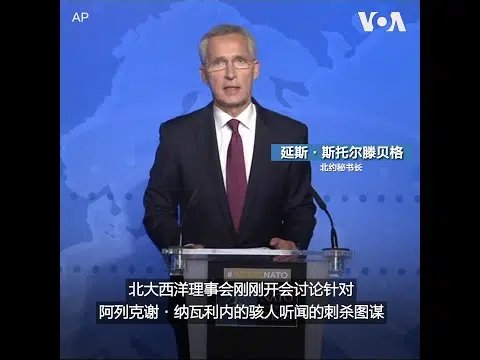 AP
VOA
延斯·斯托尔滕贝格
北约秘书长
#WEARENATO
北大西洋理事会刚刚开会讨论针对
阿列克谢·纳瓦利内的骇人听闻的刺杀图谋